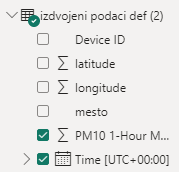 izdvojeni podaci def (2)
Device ID
∑ latitude
∑ longitude
mesto
∑ PM10 1-Hour M...
Time [UTC+00:00]